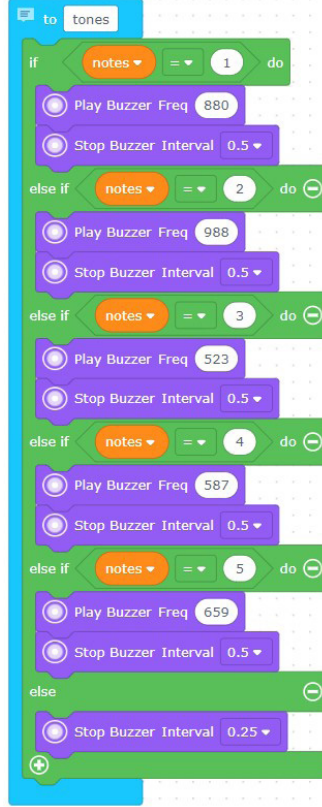 to tones
if notes = 1 do
Play Buzzer Freq 880
Stop Buzzer Interval 0.5
else if notes = 2 do
Play Buzzer Freq 988
Stop Buzzer Interval 0.5
else if notes = 3 do
Play Buzzer Freq 523
Stop Buzzer Interval 0.5
else if notes = 4 do
Play Buzzer Freq 587
Stop Buzzer Interval 0.5
else if notes = 5 do
Play Buzzer Freq 659
Stop Buzzer Interval 0.5
else
Stop Buzzer Interval 0.25